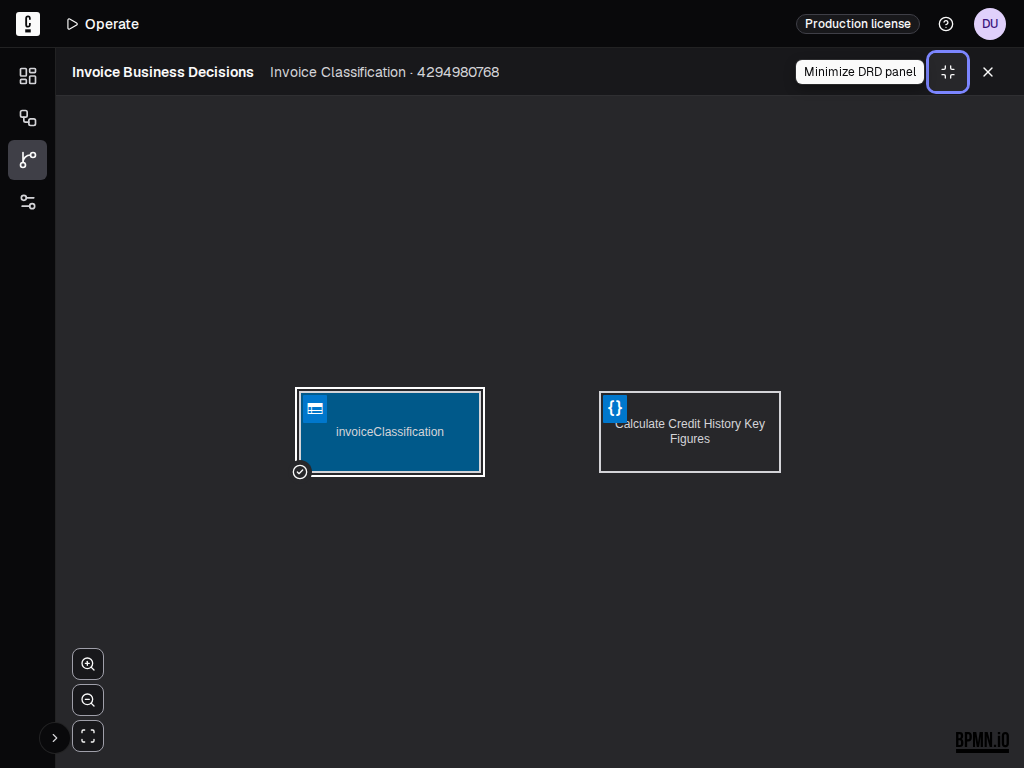 Operate
Production license
DU
Invoice Business Decisions
Invoice Classification · 4294980768
Minimize DRD panel
invoiceClassification
{}
Calculate Credit History Key
Figures
BPMN.iO